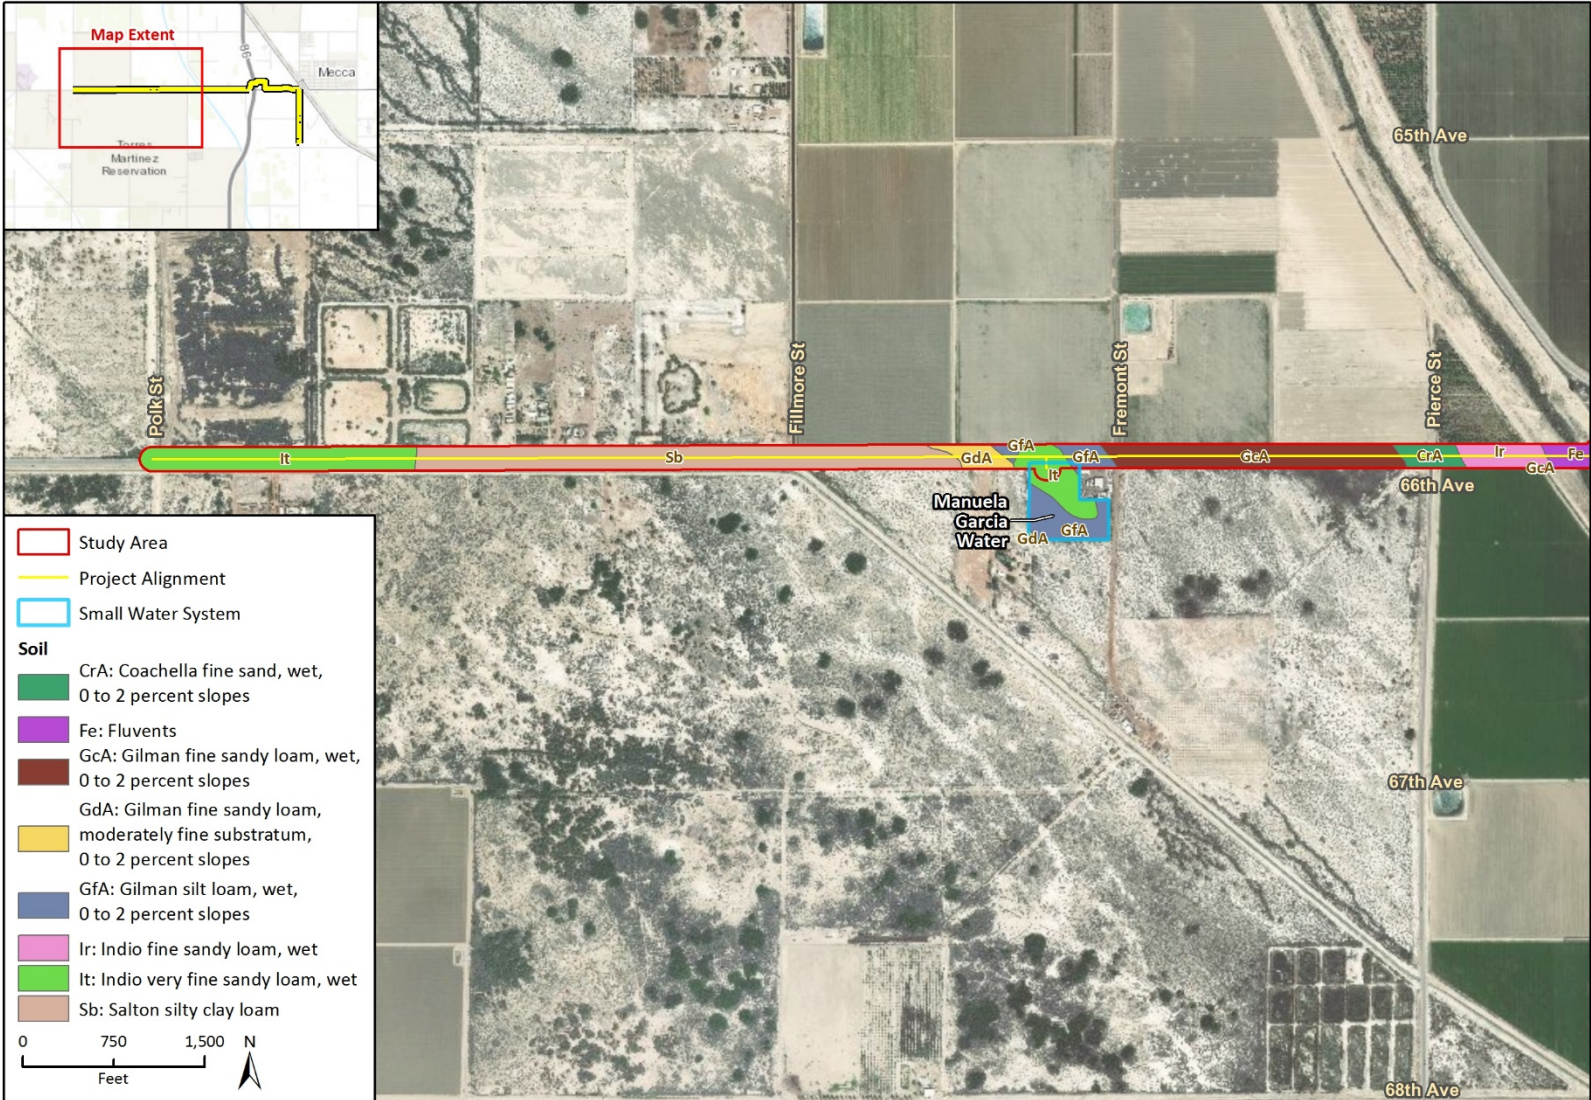 Map Extent
86
Mecca
Torres
Martinez
Reservation
65th Ave
Polk St
Fillmore St
Fremont St
Pierce St
It
Sb
GdA
GfA
GfA
GcA
CrA
Ir
Fe
GcA
It
66th Ave
Manuela
Garcia
Water
GdA
GfA
67th Ave
68th Ave
Study Area
Project Alignment
Small Water System
Soil
CrA: Coachella fine sand, wet,
0 to 2 percent slopes
Fe: Fluvents
GcA: Gilman fine sandy loam, wet,
0 to 2 percent slopes
GdA: Gilman fine sandy loam,
moderately fine substratum,
0 to 2 percent slopes
GfA: Gilman silt loam, wet,
0 to 2 percent slopes
Ir: Indio fine sandy loam, wet
It: Indio very fine sandy loam, wet
Sb: Salton silty clay loam
0 750 1,500 N
Feet